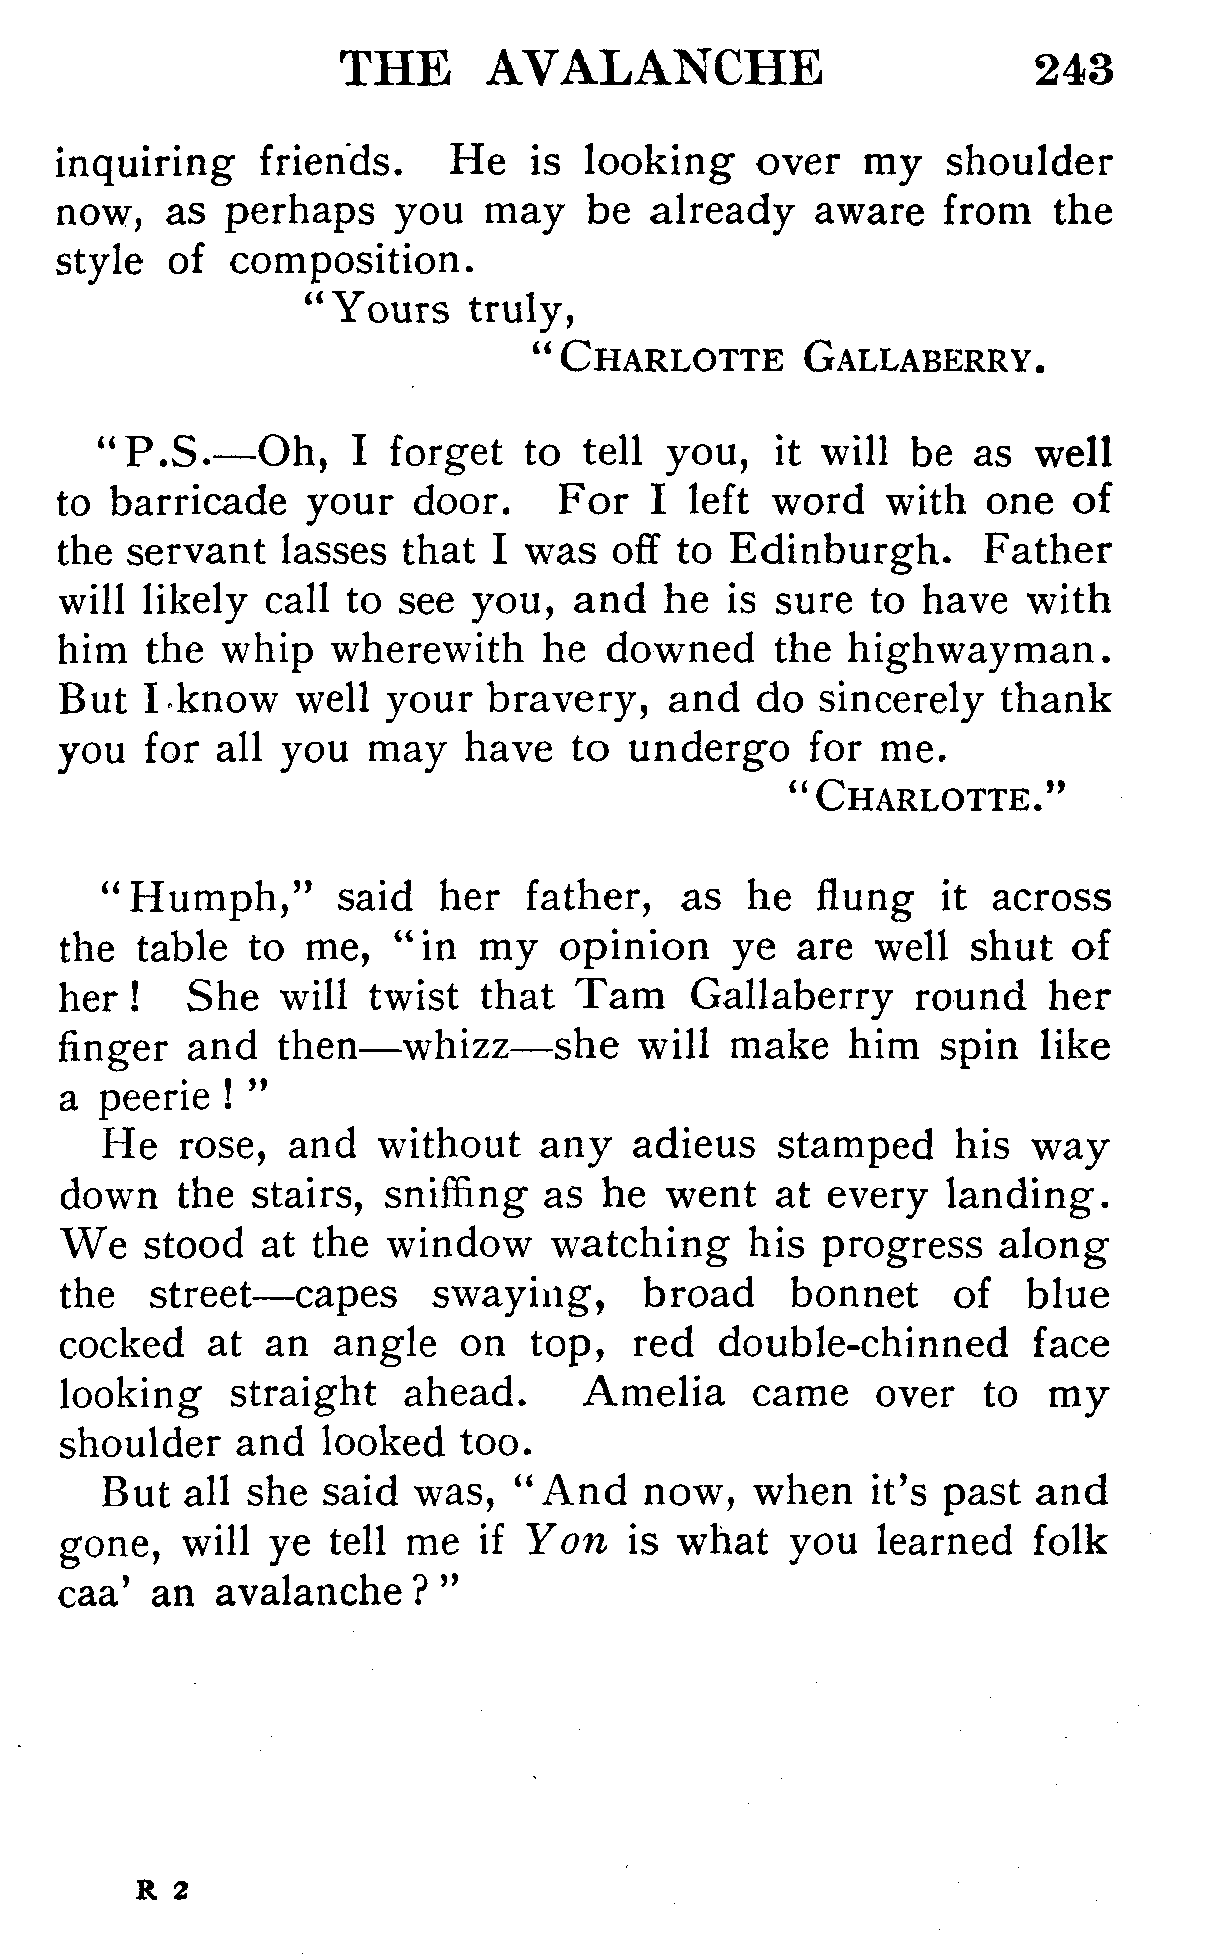 THE AVALANCHE 243
inquiring friends. He is looking over my shoulder
now, as perhaps you may be already aware from the
style of composition.
“Yours truly,
“CHARLOTTE GALLABERRY.
“P.S.—Oh, I forget to tell you, it will be as well
to barricade your door. For I left word with one of
the servant lasses that I was off to Edinburgh. Father
will likely call to see you, and he is sure to have with
him the whip wherewith he downed the highwayman.
But I know well your bravery, and do sincerely thank
you for all you may have to undergo for me.
“CHARLOTTE.”
“Humph,” said her father, as he flung it across
the table to me, “in my opinion ye are well shut of
her! She will twist that Tam Gallaberry round her
finger and then—whizz—she will make him spin like
a peerie!”
He rose, and without any adieus stamped his way
down the stairs, sniffing as he went at every landing.
We stood at the window watching his progress along
the street—capes swaying, broad bonnet of blue
cocked at an angle on top, red double-chinned face
looking straight ahead. Amelia came over to my
shoulder and looked too.
But all she said was, “And now, when it’s past and
gone, will ye tell me if Yon is what you learned folk
caa’ an avalanche?”
R 2